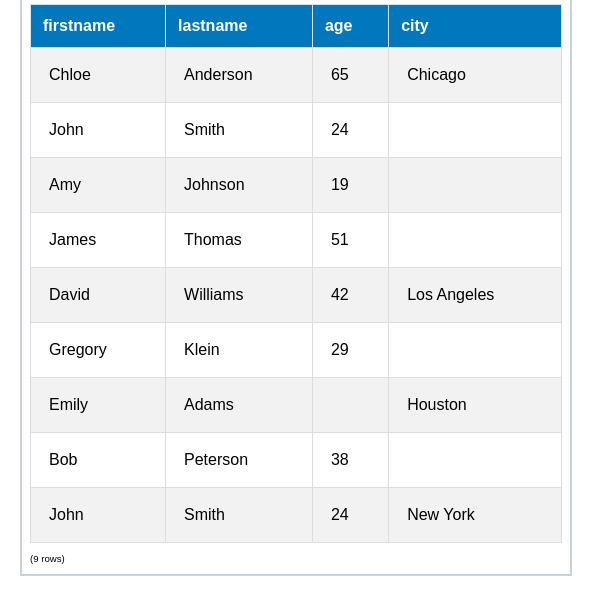 firstname lastname age city
Chloe Anderson 65 Chicago
John Smith 24
Amy Johnson 19
James Thomas 51
David Williams 42 Los Angeles
Gregory Klein 29
Emily Adams Houston
Bob Peterson 38
John Smith 24 New York
(9 rows)